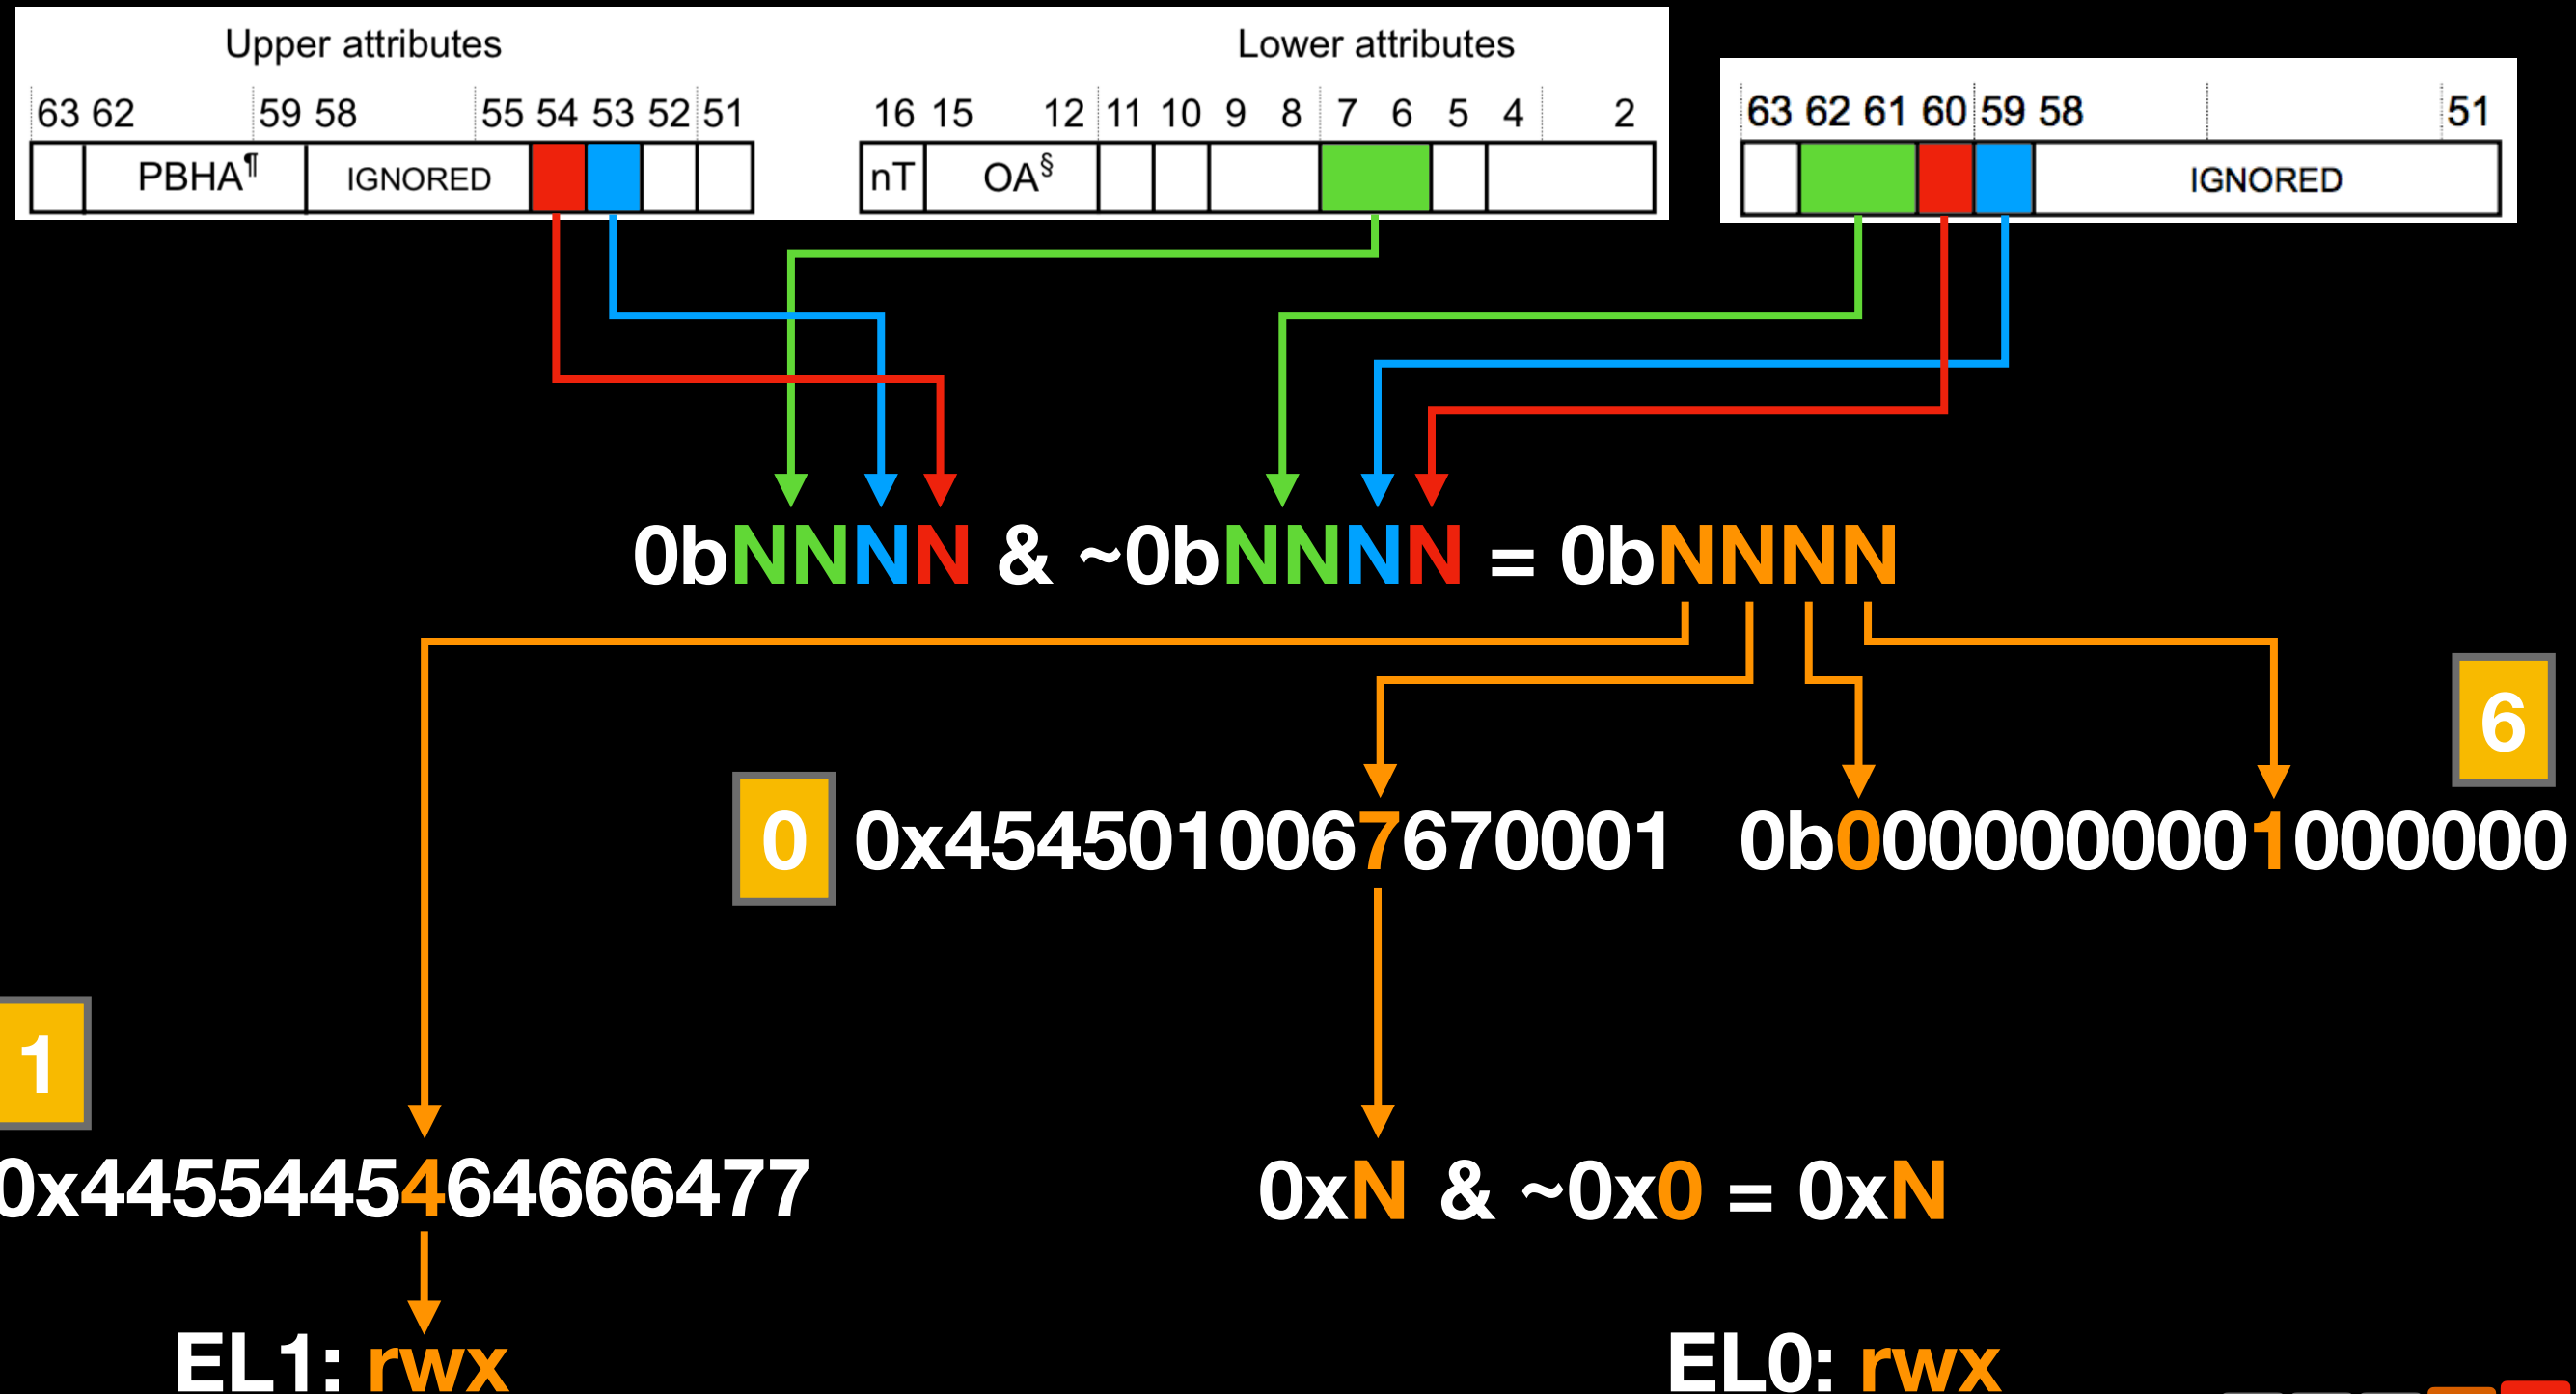 Upper attributes
Lower attributes
63 62 59 58 55 54 53 52 51
16 15 12 11 10 9 8 7 6 5 4 2
63 62 61 60 59 58 51
PBHA¶ IGNORED
nT OA§
IGNORED
0bNNNN & ~0bNNNN = 0bNNNN
6
0 0x4545010067670001 0b0000000001000000
1
0x4455445464666477
0xN & ~0x0 = 0xN
EL1: rwx
EL0: rwx